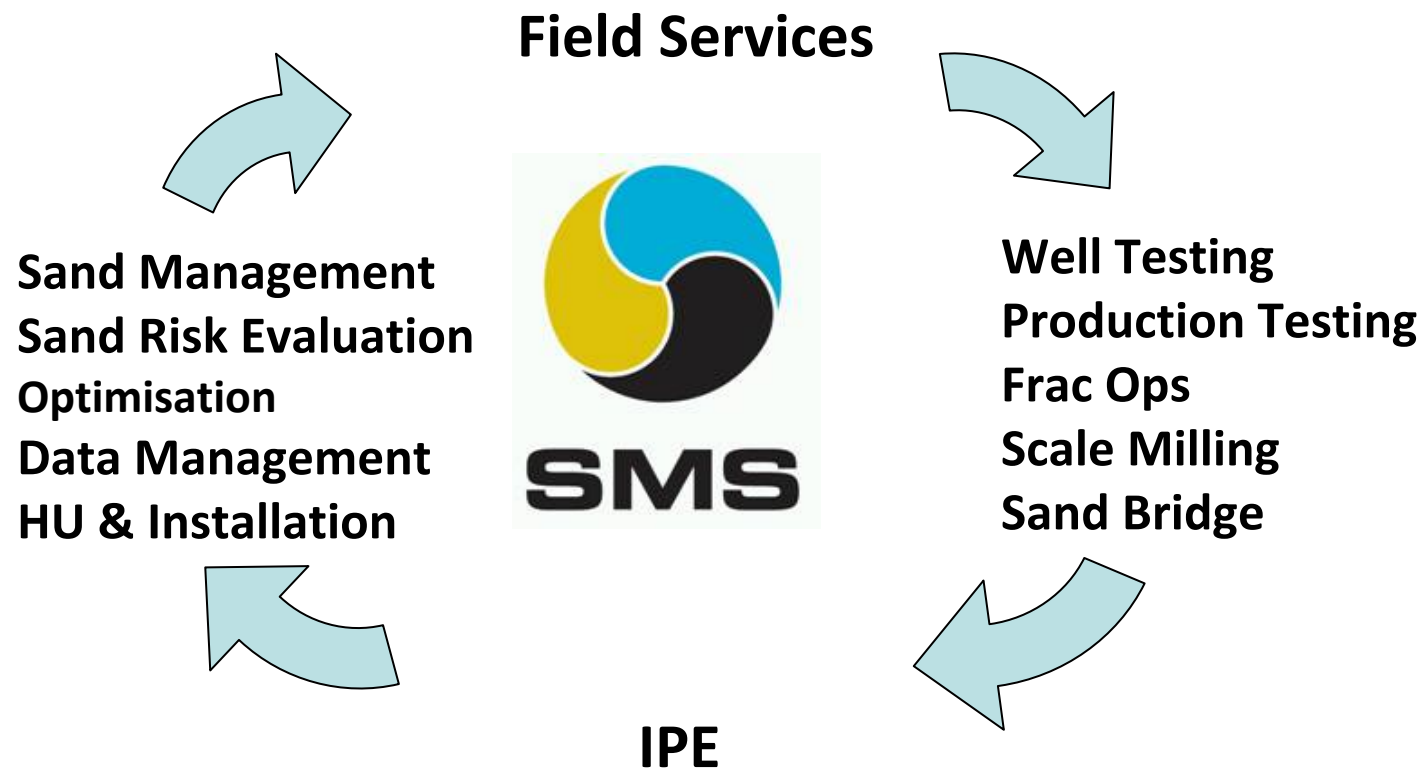 Field Services
Sand Management
Sand Risk Evaluation
Optimisation
Data Management
HU & Installation
SMS
Well Testing
Production Testing
Frac Ops
Scale Milling
Sand Bridge
IPE